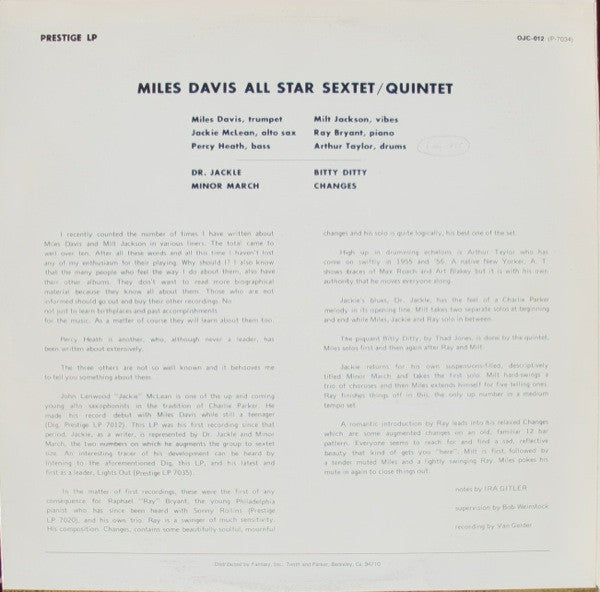 PRESTIGE LP
OJC-012 (P-7034)
MILES DAVIS ALL STAR SEXTET/QUINTET
Miles Davis, trumpet
Jackie McLean, alto sax
Percy Heath, bass
Milt Jackson, vibes
Ray Bryant, piano
Arthur Taylor, drums
DR. JACKLE
MINOR MARCH
BITTY DITTY
CHANGES
I recently counted the number of times I have written about
Miles Davis and Milt Jackson in various liners. The total came to
well over ten. After all these words and all this time I haven't lost
any of my enthusiasm for their playing. Why should I? I also know
that the many people who feel the way I do about them, also have
their other albums. They don't want to read more biographical
material because they know all about them. Those who are not
informed should go out and buy their other recordings. No
not just to learn birthplaces and past accomplishments
for the music. As a matter of course they will learn about them too.
Percy Heath is another, who, although never a leader, has
been written about extensively.
The three others are not so well known and it behooves me
to tell you something about them.
John Lenwood "Jackie" McLean is one of the up and coming
young alto saxophonists in the tradition of Charlie Parker. He
made his record debut with Miles Davis while still a teenager
(Dig, Prestige LP 7012). This LP was his first recording since that
period. Jackie, as a writer, is represented by Dr. Jackle and Minor
March, the two numbers on which he augments the group to sextet
size. An interesting tracer of his development can be heard by
listening to the aforementioned Dig, this LP, and his latest and
first as a leader, Lights Out (Prestige LP 7035).
In the matter of first recordings, these were the first of any
consequence for Raphael "Ray" Bryant, the young Philadelphia
pianist who has since been heard with Sonny Rollins (Prestige
LP 7020), and his own trio. Ray is a swinger of much sensitivity.
His composition, Changes, contains some beautifully-soulful, mournful
changes and his solo is quite logically, his best one of the set.
High up in drumming echelons is Arthur Taylor who has
come on swiftly in 1955 and '56. A native New Yorker, A. T.
shows traces of Max Roach and Art Blakey but it is with his own
authority that he moves everyone along.
Jackie's blues, Dr. Jackle, has the feel of a Charlie Parker
melody in its opening line. Milt takes two separate solos at beginning
and end while Miles, Jackie and Ray solo in between.
The piquant Bitty Ditty, by Thad Jones, is done by the quintet,
Miles solos first and then again after Ray and Milt.
Jackie returns for his own suspensions-filled, descriptively
titled Minor March and takes the first solo. Milt hard-swings a
trio of choruses and then Miles extends himself for five telling ones.
Ray finishes things off in this, the only up number in a medium
tempo set.
A romantic introduction by Ray leads into his relaxed Changes
which are some augmented changes on an old, familiar 12 bar
pattern. Everyone seems to reach for and find a sad, reflective
beauty that kind of gets you "here". Milt is first, followed by
a tender muted Miles and a lightly swinging Ray. Miles pokes his
mute in again to close things out.
notes by IRA GITLER
supervision by Bob Weinstock
recording by Van Gelder
Distributed by Fantasy, Inc., Tenth and Parker, Berkeley, Ca. 94710